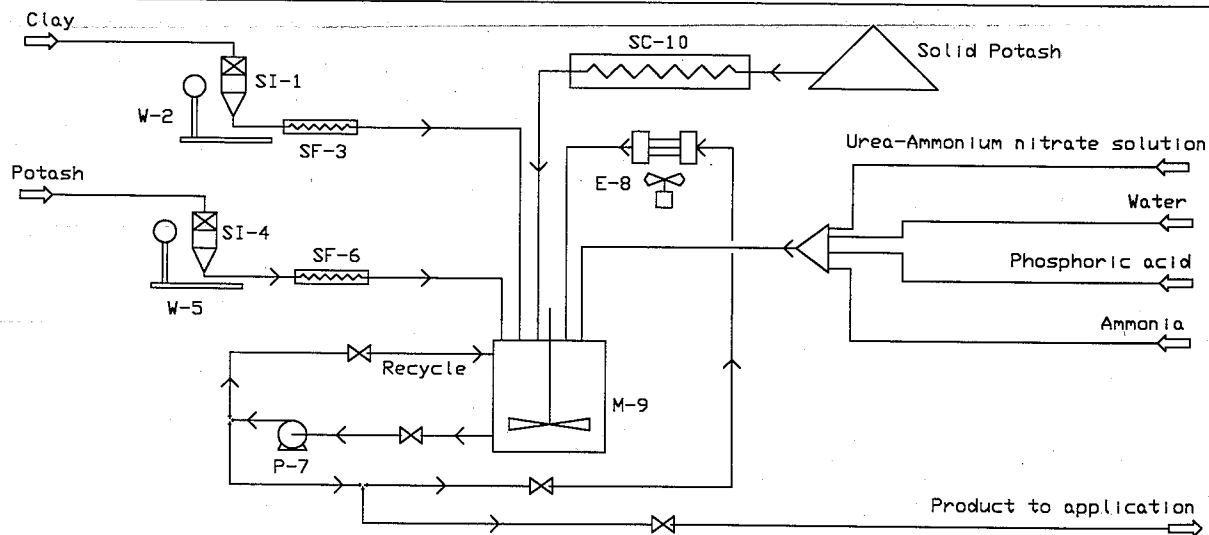 Clay
SC-10
Solid Potash
SI-1
W-2
SF-3
Urea-Ammonium nitrate solution
E-8
Potash
Water
SI-4
SF-6
Phosphoric acid
W-5
Ammonia
Recycle
M-9
P-7
Product to application